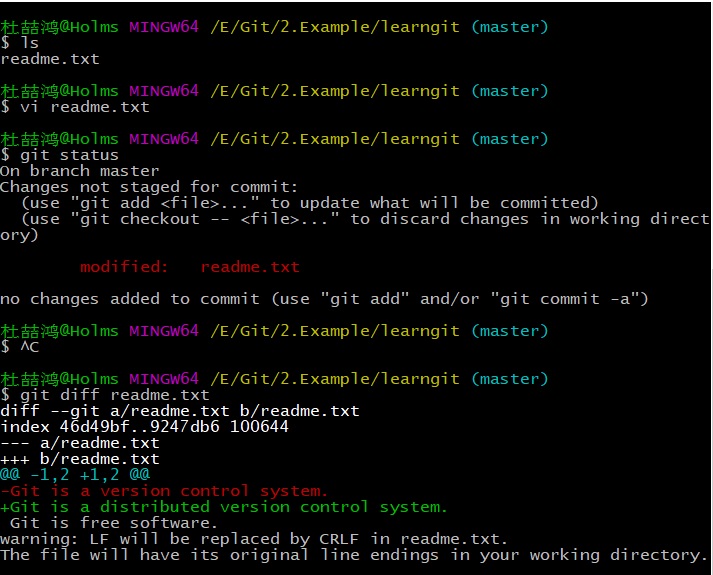 杜喆鸿@Holms MINGW64 /E/Git/2.Example/learngit (master)
$ ls
readme.txt
杜喆鸿@Holms MINGW64 /E/Git/2.Example/learngit (master)
$ vi readme.txt
杜喆鸿@Holms MINGW64 /E/Git/2.Example/learngit (master)
$ git status
On branch master
Changes not staged for commit:
  (use "git add <file>..." to update what will be committed)
  (use "git checkout -- <file>..." to discard changes in working direct
ory)
        modified:   readme.txt
no changes added to commit (use "git add" and/or "git commit -a")
杜喆鸿@Holms MINGW64 /E/Git/2.Example/learngit (master)
$ ^C
杜喆鸿@Holms MINGW64 /E/Git/2.Example/learngit (master)
$ git diff readme.txt
diff --git a/readme.txt b/readme.txt
index 46d49bf..9247db6 100644
--- a/readme.txt
+++ b/readme.txt
@@ -1,2 +1,2 @@
-Git is a version control system.
+Git is a distributed version control system.
 Git is free software.
warning: LF will be replaced by CRLF in readme.txt.
The file will have its original line endings in your working directory.